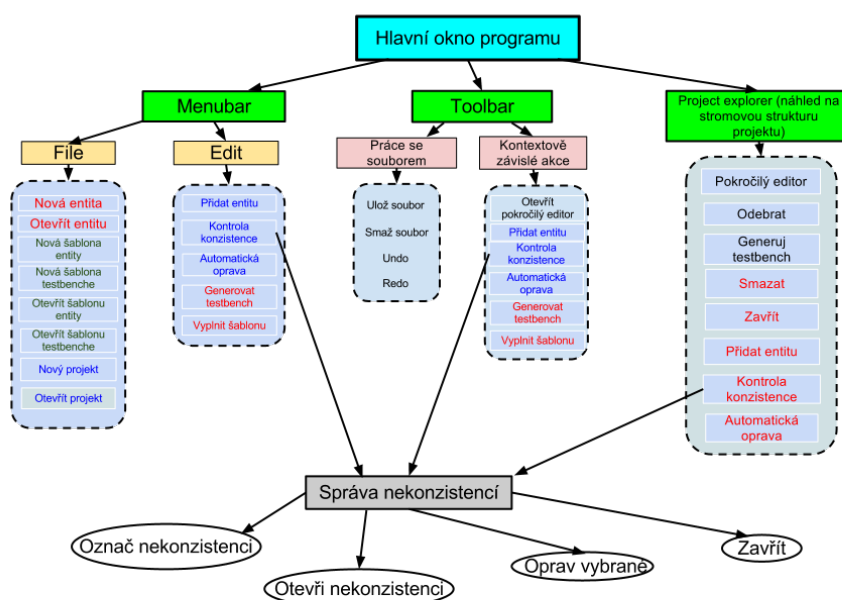 Hlavní okno programu
Menubar
Toolbar
Project explorer (náhled na
stromovou strukturu
projektu)
File
Edit
Práce se
souborem
Kontextově
závislé akce
Nová entita
Otevřít entitu
Nová šablona
entity
Nová šablona
testbenche
Otevřít šablonu
entity
Otevřít šablonu
testbenche
Nový projekt
Otevřít projekt
Přidat entitu
Kontrola
konzistence
Automatická
oprava
Generovat
testbench
Vyplnit šablonu
Ulož soubor
Smaž soubor
Undo
Redo
Otevřít
pokročilý editor
Přidat entitu
Kontrola
konzistence
Automatická
oprava
Generovat
testbench
Vyplnit šablonu
Pokročilý editor
Odebrat
Generuj
testbench
Smazat
Zavřít
Přidat entitu
Kontrola
konzistence
Automatická
oprava
Správa nekonzistencí
Označ nekonzistenci
Otevři nekonzistenci
Oprav vybrané
Zavřít